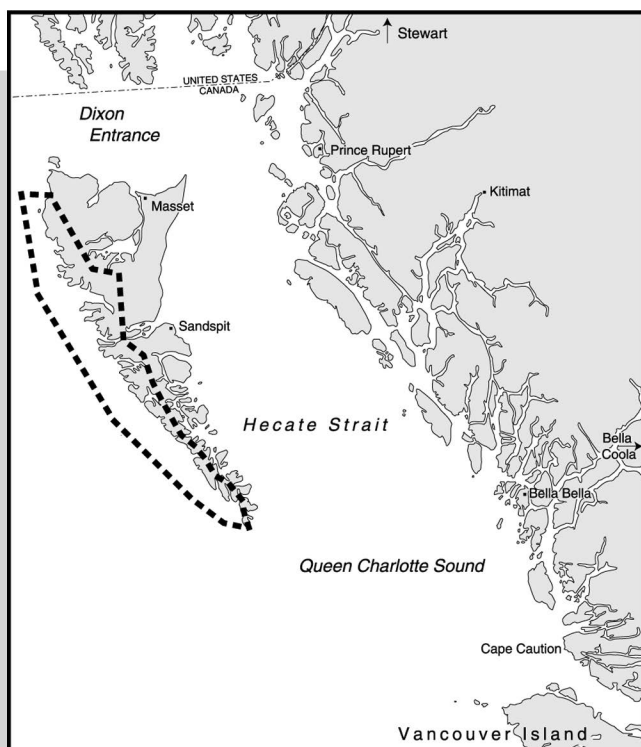 Stewart
UNITED STATES
CANADA
Dixon
Entrance
Prince Rupert
Masset
Kitimat
Sandspit
Hecate Strait
Bella
Coola
Bella Bella
Queen Charlotte Sound
Cape Caution
Vancouver Island